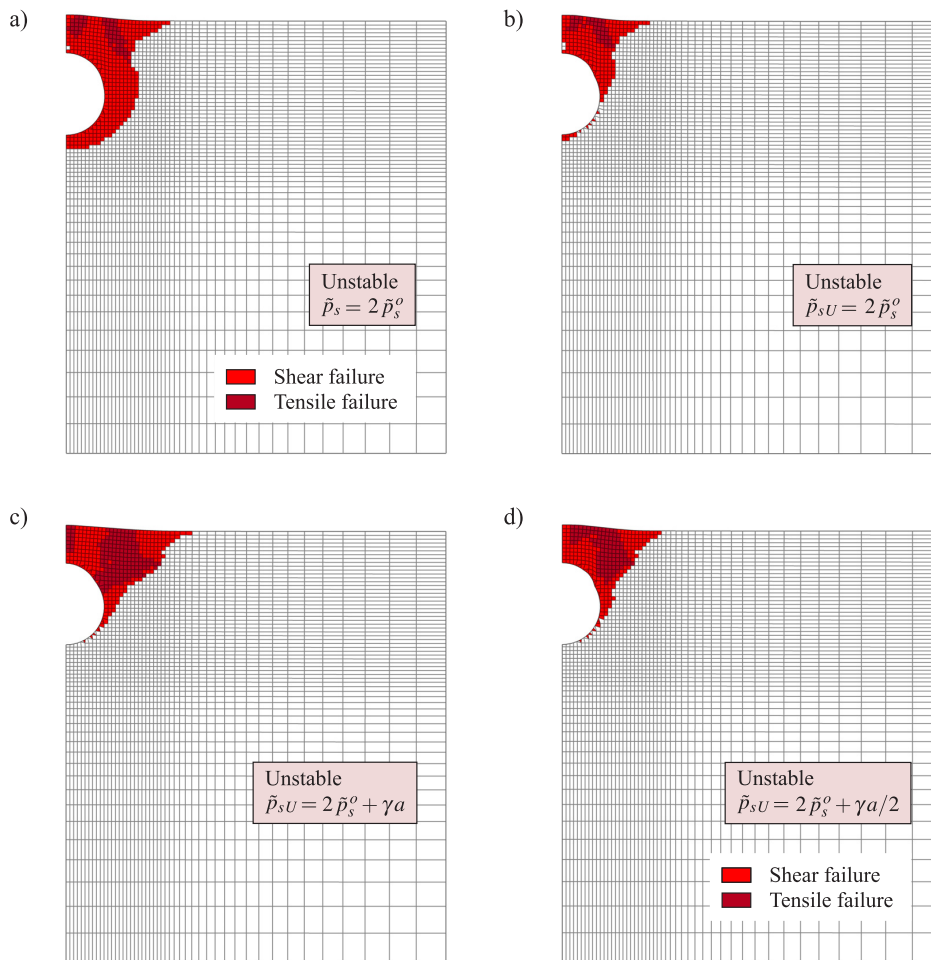 a)
Unstable
p̃ₛ = 2 p̃ₛᵒ
Shear failure
Tensile failure
b)
Unstable
p̃ₛU = 2 p̃ₛᵒ
c)
Unstable
p̃ₛU = 2 p̃ₛᵒ + γa
d)
Unstable
p̃ₛU = 2 p̃ₛᵒ + γa/2
Shear failure
Tensile failure